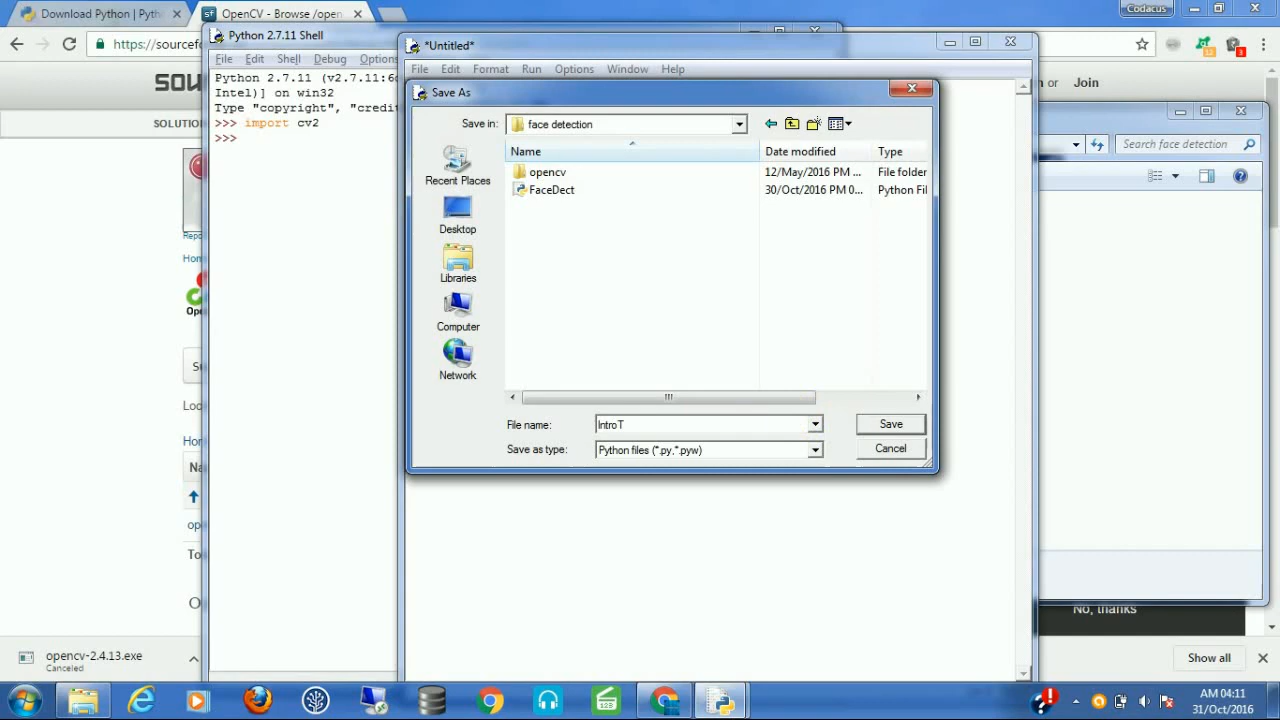 Download Python | Pyth
OpenCV - Browse /open
Codacus
https://sourcefo
SOU
Join
SOLUTION
Python 2.7.11 Shell
File Edit Shell Debug Options
Python 2.7.11 (v2.7.11:6d
Intel)] on win32
Type "copyright", "credit
>>> import cv2
>>>
*Untitled*
File Edit Format Run Options Window Help
Save As
Save in: face detection
Name Date modified Type
opencv 12/May/2016 PM ... File folder
FaceDect 30/Oct/2016 PM 0... Python Fil
Recent Places
Desktop
Libraries
Computer
Network
File name: IntroT Save
Save as type: Python files (*.py,*.pyw) Cancel
Search face detection
No, thanks
opencv-2.4.13.exe
Canceled
Show all
123
AM 04:11
31/Oct/2016